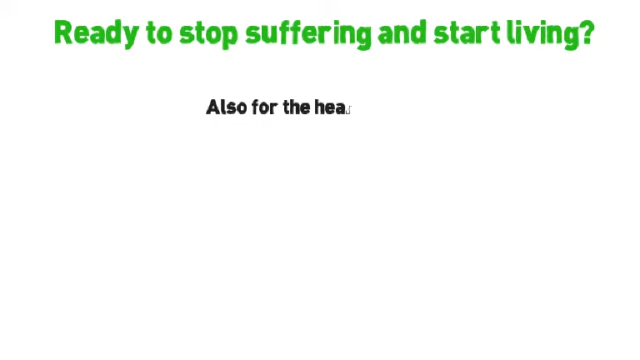 Ready to stop suffering and start living?
Also for the hea